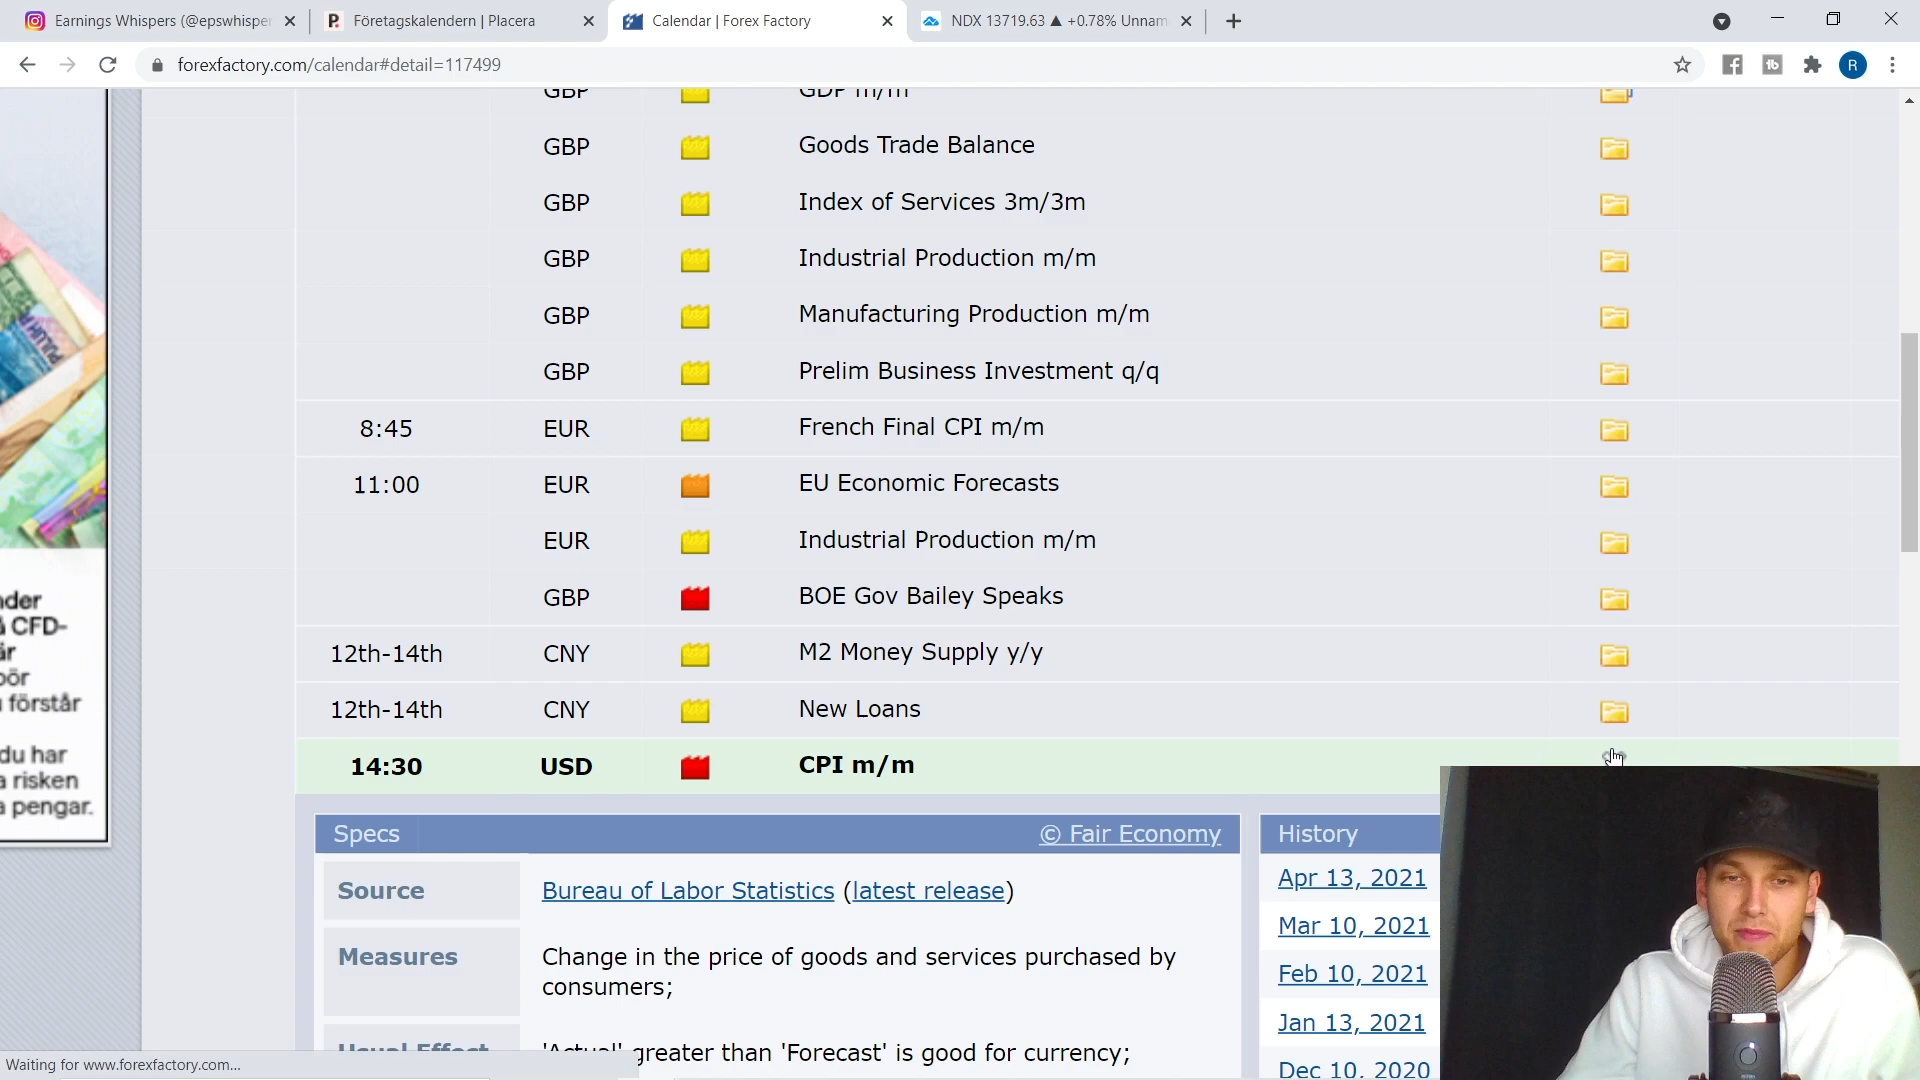 Earnings Whispers (@epswhisper
Företagskalendern | Placera
Calendar | Forex Factory
NDX 13719.63 ▲ +0.78% Unnam
forexfactory.com/calendar#detail=117499
R
GBP GDP m/m
GBP Goods Trade Balance
GBP Index of Services 3m/3m
GBP Industrial Production m/m
GBP Manufacturing Production m/m
GBP Prelim Business Investment q/q
8:45 EUR French Final CPI m/m
11:00 EUR EU Economic Forecasts
EUR Industrial Production m/m
GBP BOE Gov Bailey Speaks
12th-14th CNY M2 Money Supply y/y
12th-14th CNY New Loans
14:30 USD CPI m/m
Specs © Fair Economy
Source Bureau of Labor Statistics (latest release)
Measures Change in the price of goods and services purchased by
consumers;
Usual Effect 'Actual' greater than 'Forecast' is good for currency;
History
Apr 13, 2021
Mar 10, 2021
Feb 10, 2021
Jan 13, 2021
Dec 10, 2020
CFD-
förstår
du har
risken
pengar.
Waiting for www.forexfactory.com...